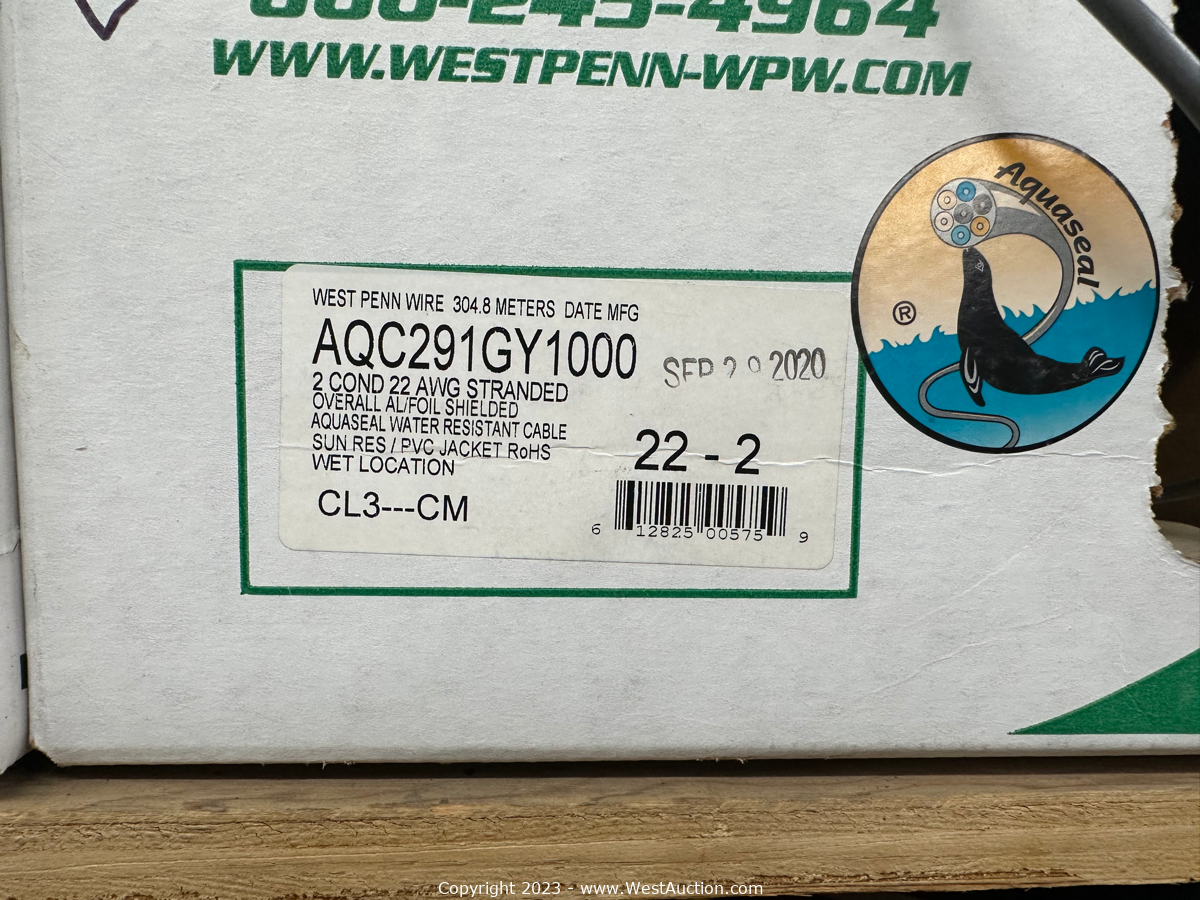 WWW.WESTPENN-WPW.COM
Aquaseal
®
WEST PENN WIRE 304.8 METERS DATE MFG
AQC291GY1000
SEP 2020
2 COND 22 AWG STRANDED
OVERALL AL/FOIL SHIELDED
AQUASEAL WATER RESISTANT CABLE
SUN RES / PVC JACKET RoHS
WET LOCATION
22 - 2
CL3---CM
6 12825 00575 9
Copyright 2023 - www.WestAuction.com